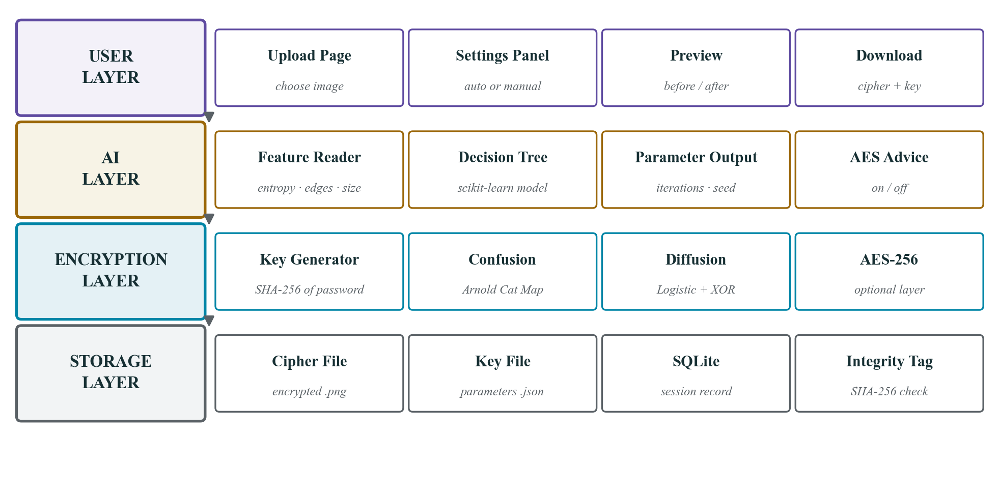 USER
LAYER
Upload Page
choose image
Settings Panel
auto or manual
Preview
before / after
Download
cipher + key
AI
LAYER
Feature Reader
entropy · edges · size
Decision Tree
scikit-learn model
Parameter Output
iterations · seed
AES Advice
on / off
ENCRYPTION
LAYER
Key Generator
SHA-256 of password
Confusion
Arnold Cat Map
Diffusion
Logistic + XOR
AES-256
optional layer
STORAGE
LAYER
Cipher File
encrypted .png
Key File
parameters .json
SQLite
session record
Integrity Tag
SHA-256 check